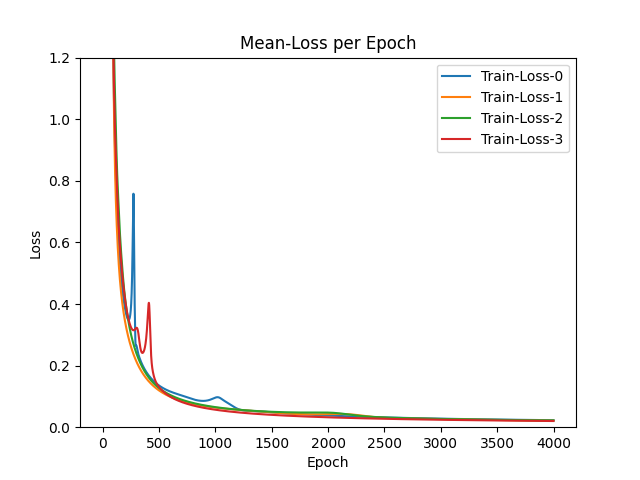 Mean-Loss per Epoch
1.2
1.0
0.8
0.6
0.4
0.2
0.0
Loss
Train-Loss-0
Train-Loss-1
Train-Loss-2
Train-Loss-3
0 500 1000 1500 2000 2500 3000 3500 4000
Epoch